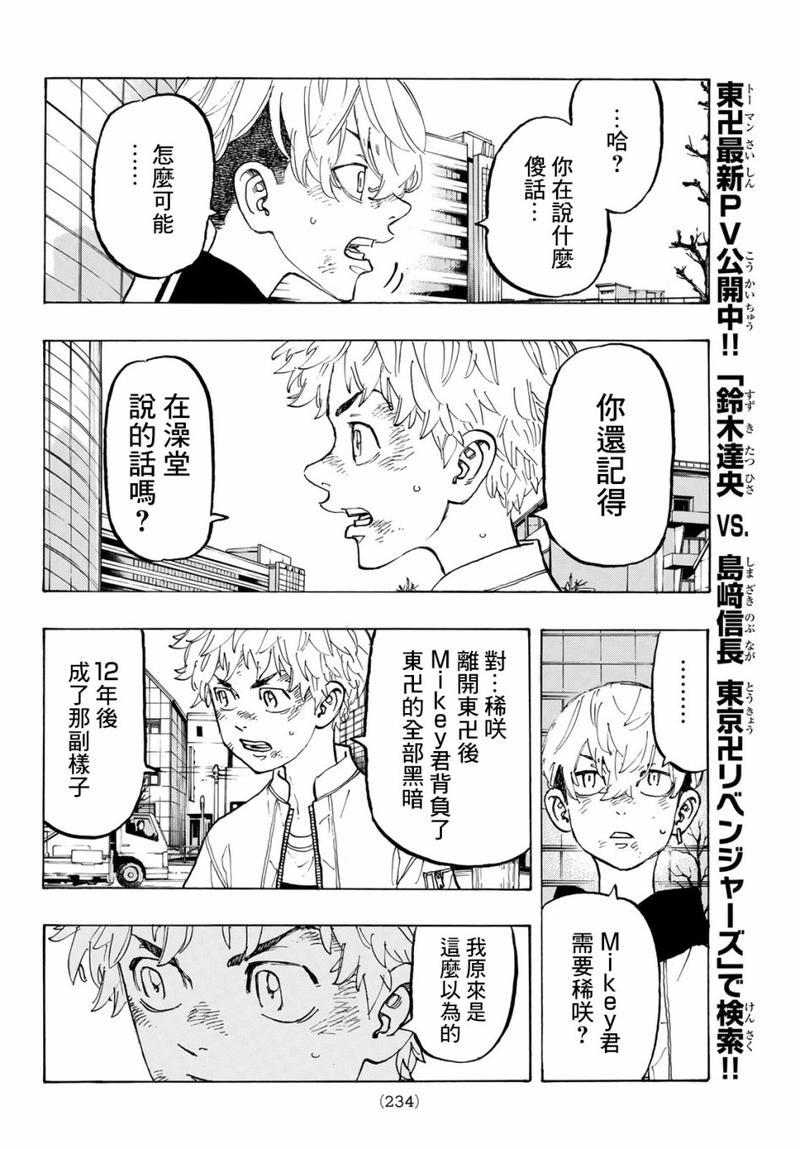 東卍最新PV公開中!!「鈴木達央 VS. 島﨑信長 東京卍リベンジャーズ」で検索!!
トーマンさいしん
こうかいちゅう
すずきたつひさ
しまざきのぶなが
とうきょう
けんさく
…哈?
你在說什麼
傻話…
怎麼可能
……
你還記得
在澡堂
說的話嗎?
………
Mikey君
需要稀咲?
對…稀咲
離開東卍後
Mikey君背負了
東卍的全部黑暗
12年後
成了那副樣子
我原來是
這麼以為的
(234)